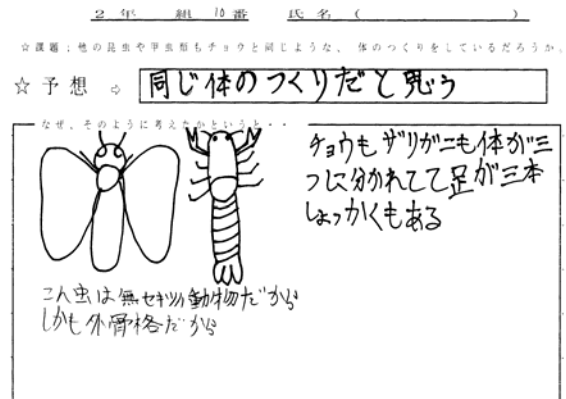 2年 組 10番 氏名( )
☆課題:他の昆虫や甲虫類もチョウと同じような、体のつくりをしているだろうか。
☆予想 ⇨ 同じ体のつくりだと思う
なぜ、そのように考えたかというと・・
チョウも ザリガニも体が三
つに分かれてて足が三本
しょっかくもある
こん虫は無セキツイ動物だから
しかも外骨格だから